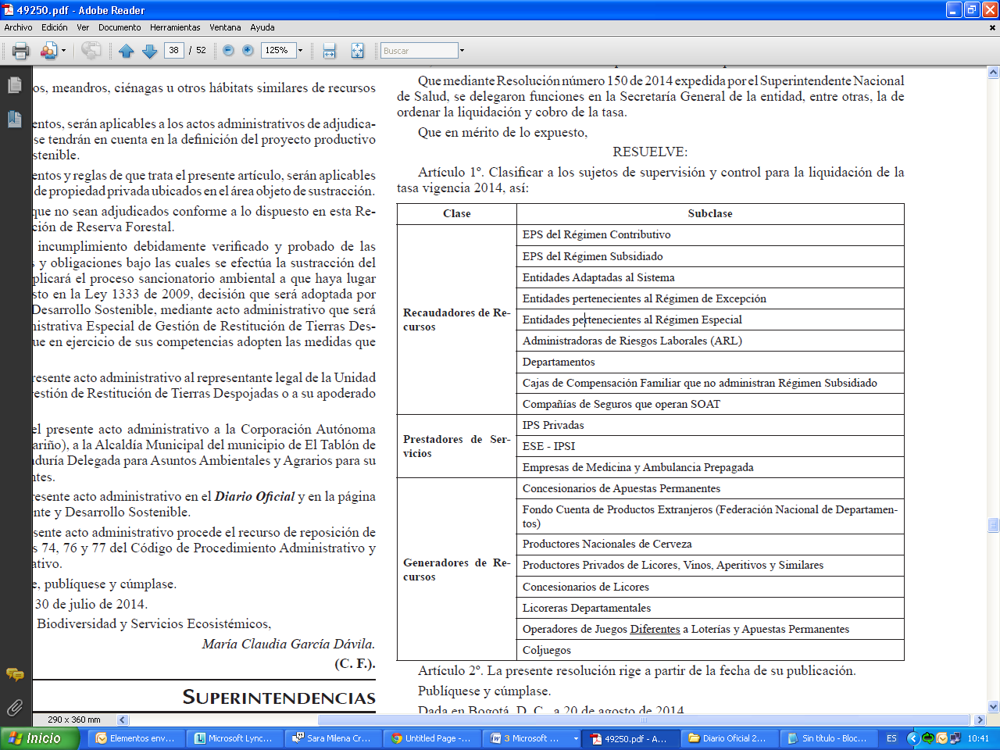 49250.pdf - Adobe Reader
Archivo Edición Ver Documento Herramientas Ventana Ayuda
38 / 52 125% Buscar
os, meandros, ciénagas u otros hábitats similares de recursos
entos, serán aplicables a los actos administrativos de adjudica-
se tendrán en cuenta en la definición del proyecto productivo
stenible.
entos y reglas de que trata el presente artículo, serán aplicables
de propiedad privada ubicados en el área objeto de sustracción.
que no sean adjudicados conforme a lo dispuesto en esta Re-
ción de Reserva Forestal.
incumplimiento debidamente verificado y probado de las
s y obligaciones bajo las cuales se efectúa la sustracción del
plicará el proceso sancionatorio ambiental a que haya lugar
sto en la Ley 1333 de 2009, decisión que será adoptada por
Desarrollo Sostenible, mediante acto administrativo que será
nistrativa Especial de Gestión de Restitución de Tierras Des-
ue en ejercicio de sus competencias adopten las medidas que
resente acto administrativo al representante legal de la Unidad
estión de Restitución de Tierras Despojadas o a su apoderado
el presente acto administrativo a la Corporación Autónoma
ariño), a la Alcaldía Municipal del municipio de El Tablón de
aduría Delegada para Asuntos Ambientales y Agrarios para su
ntes.
resente acto administrativo en el Diario Oficial y en la página
nte y Desarrollo Sostenible.
sente acto administrativo procede el recurso de reposición de
s 74, 76 y 77 del Código de Procedimiento Administrativo y
ativo.
e, publíquese y cúmplase.
30 de julio de 2014.
Biodiversidad y Servicios Ecosistémicos,
María Claudia García Dávila.
(C. F.).
SUPERINTENDENCIAS
Que mediante Resolución número 150 de 2014 expedida por el Superintendente Nacional
de Salud, se delegaron funciones en la Secretaría General de la entidad, entre otras, la de
ordenar la liquidación y cobro de la tasa.
Que en mérito de lo expuesto,
RESUELVE:
Artículo 1º. Clasificar a los sujetos de supervisión y control para la liquidación de la
tasa vigencia 2014, así:
Clase Subclase
Recaudadores de Re-
cursos
EPS del Régimen Contributivo
EPS del Régimen Subsidiado
Entidades Adaptadas al Sistema
Entidades pertenecientes al Régimen de Excepción
Entidades pertenecientes al Régimen Especial
Administradoras de Riesgos Laborales (ARL)
Departamentos
Cajas de Compensación Familiar que no administran Régimen Subsidiado
Compañías de Seguros que operan SOAT
Prestadores de Ser-
vicios
IPS Privadas
ESE - IPSI
Empresas de Medicina y Ambulancia Prepagada
Generadores de Re-
cursos
Concesionarios de Apuestas Permanentes
Fondo Cuenta de Productos Extranjeros (Federación Nacional de Departamen-
tos)
Productores Nacionales de Cerveza
Productores Privados de Licores, Vinos, Aperitivos y Similares
Concesionarios de Licores
Licoreras Departamentales
Operadores de Juegos Diferentes a Loterías y Apuestas Permanentes
Coljuegos
Artículo 2º. La presente resolución rige a partir de la fecha de su publicación.
Publíquese y cúmplase.
Dada en Bogotá, D. C., a 20 de agosto de 2014.
290 x 360 mm
Inicio Elementos env... Microsoft Lync... Sara Milena Cr... Untitled Page -... 3 Microsoft ... 49250.pdf - A... Diario Oficial 2... Sin título - Bloc... ES 10:41